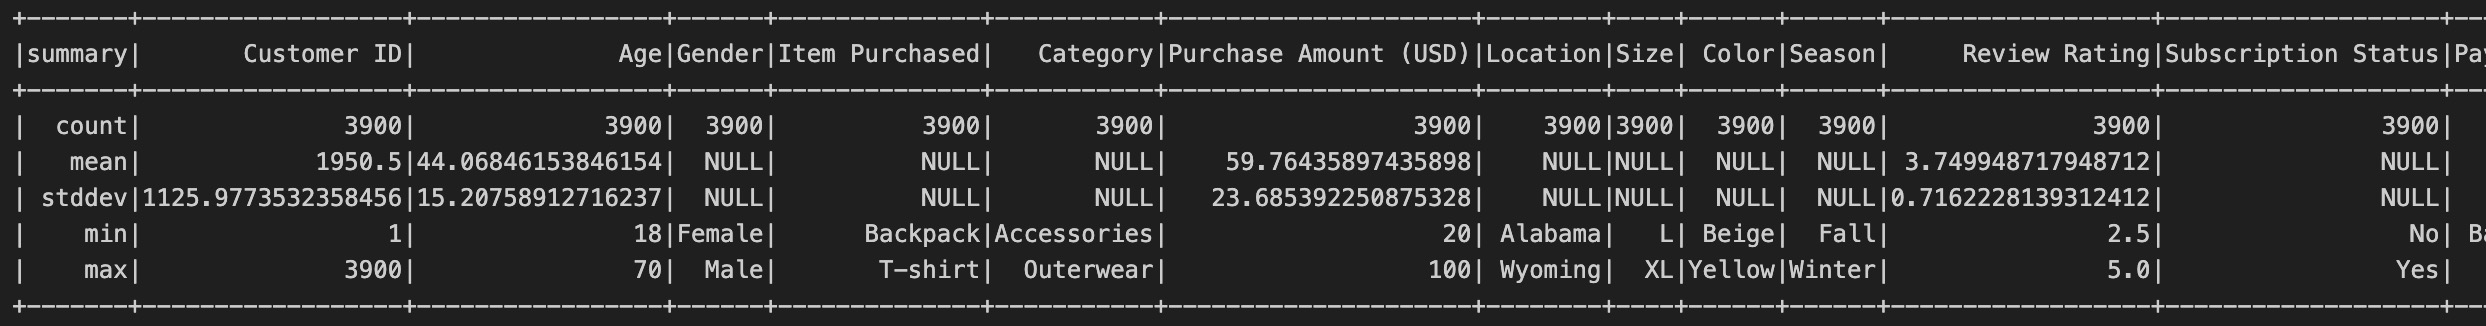 +-------+------------------+-----------------+------+--------------+-----------+---------------------+--------+----+------+------+------------------+-------------------+--
|summary|       Customer ID|              Age|Gender|Item Purchased|   Category|Purchase Amount (USD)|Location|Size| Color|Season|     Review Rating|Subscription Status|Pay
+-------+------------------+-----------------+------+--------------+-----------+---------------------+--------+----+------+------+------------------+-------------------+--
|  count|              3900|             3900|  3900|          3900|       3900|                 3900|    3900|3900|  3900|  3900|              3900|               3900|
|   mean|            1950.5|44.06846153846154|  NULL|          NULL|       NULL|    59.76435897435898|    NULL|NULL|  NULL|  NULL| 3.749948717948712|               NULL|
| stddev|1125.9773532358456|15.20758912716237|  NULL|          NULL|       NULL|   23.685392250875328|    NULL|NULL|  NULL|  NULL|0.7162228139312412|               NULL|
|    min|                 1|               18|Female|      Backpack|Accessories|                   20| Alabama|   L| Beige|  Fall|               2.5|                 No| Ba
|    max|              3900|               70|  Male|       T-shirt|  Outerwear|                  100| Wyoming|  XL|Yellow|Winter|               5.0|                Yes|
+-------+------------------+-----------------+------+--------------+-----------+---------------------+--------+----+------+------+------------------+-------------------+--